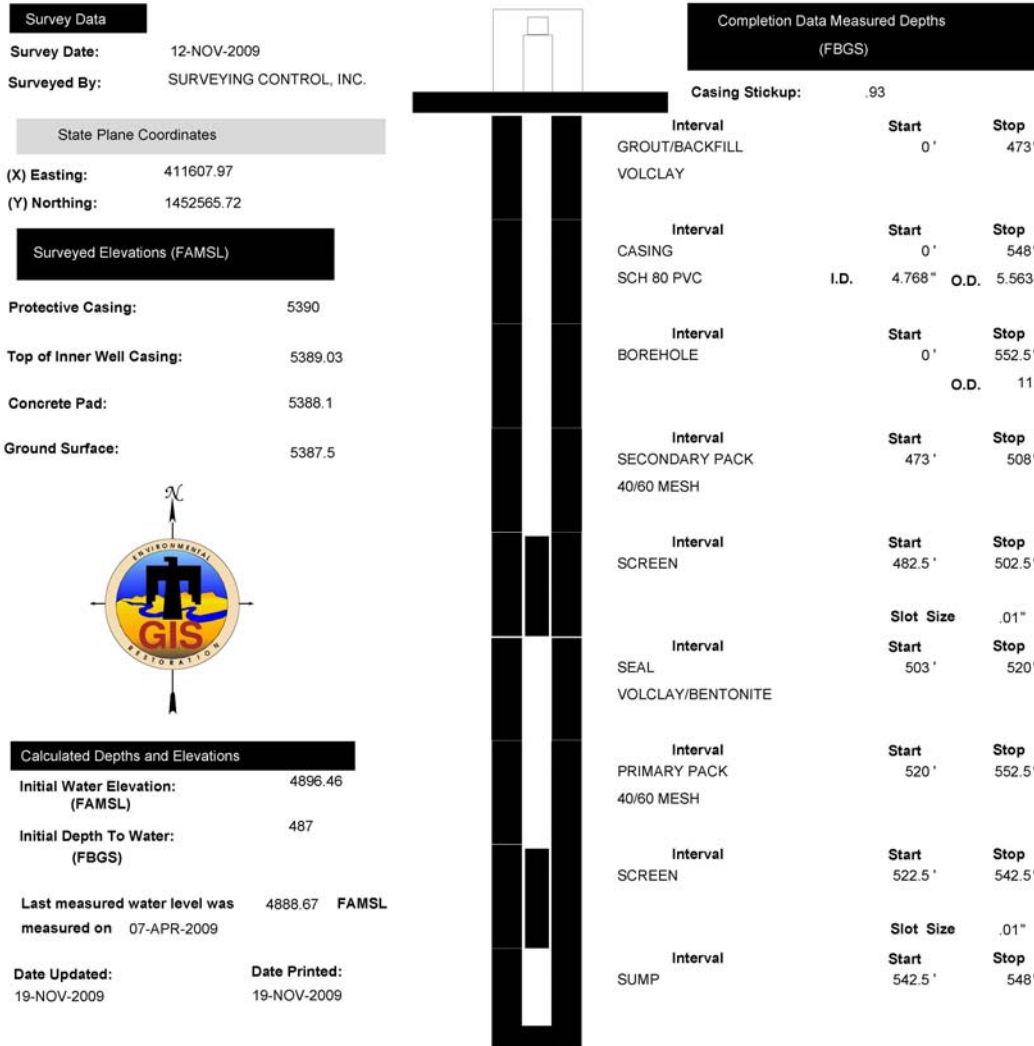 Survey Data
Survey Date: 12-NOV-2009
Surveyed By: SURVEYING CONTROL, INC.
State Plane Coordinates
(X) Easting: 411607.97
(Y) Northing: 1452565.72
Surveyed Elevations (FAMSL)
Protective Casing: 5390
Top of Inner Well Casing: 5389.03
Concrete Pad: 5388.1
Ground Surface: 5387.5
N
ENVIRONMENTAL
GIS
RESTORATION
Calculated Depths and Elevations
Initial Water Elevation: 4896.46
(FAMSL)
Initial Depth To Water: 487
(FBGS)
Last measured water level was 4888.67 FAMSL
measured on 07-APR-2009
Date Updated: Date Printed:
19-NOV-2009 19-NOV-2009
Completion Data Measured Depths
(FBGS)
Casing Stickup: .93
Interval Start Stop
GROUT/BACKFILL 0 ' 473'
VOLCLAY
Interval Start Stop
CASING 0 ' 548'
SCH 80 PVC I.D. 4.768 " O.D. 5.563
Interval Start Stop
BOREHOLE 0 ' 552.5'
O.D. 11
Interval Start Stop
SECONDARY PACK 473 ' 508'
40/60 MESH
Interval Start Stop
SCREEN 482.5 ' 502.5'
Slot Size .01"
Interval Start Stop
SEAL 503 ' 520'
VOLCLAY/BENTONITE
Interval Start Stop
PRIMARY PACK 520 ' 552.5'
40/60 MESH
Interval Start Stop
SCREEN 522.5 ' 542.5'
Slot Size .01"
Interval Start Stop
SUMP 542.5 ' 548'